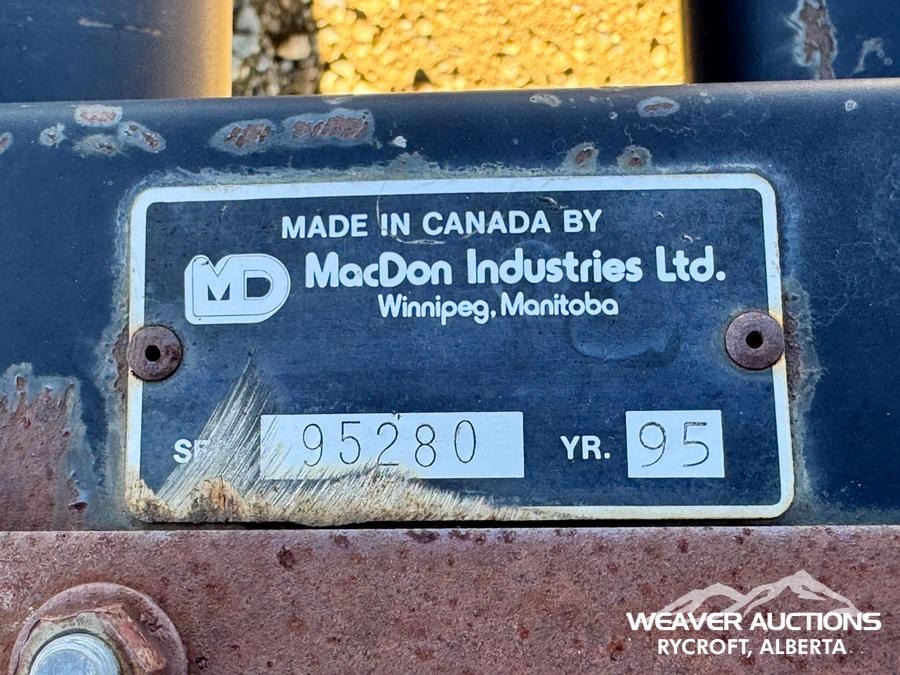 MADE IN CANADA BY
MD MacDon Industries Ltd.
Winnipeg, Manitoba
95280 YR. 95
WEAVER AUCTIONS
RYCROFT, ALBERTA